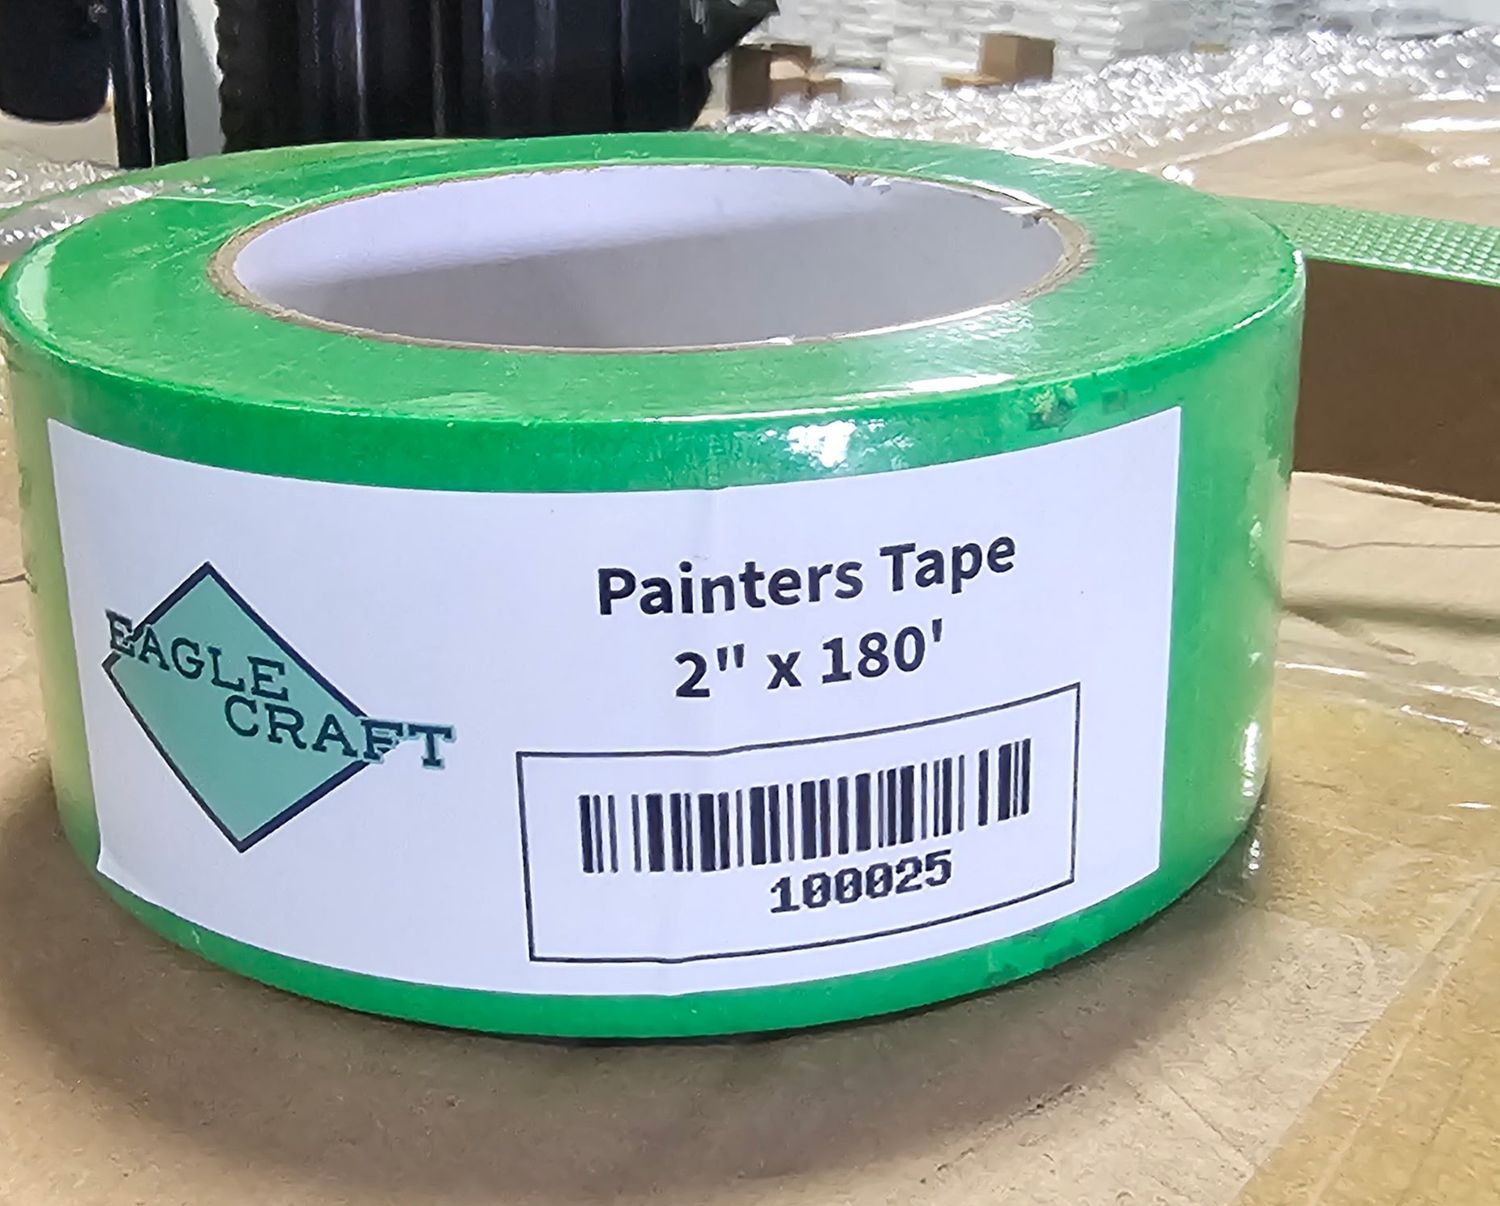 EAGLE
CRAFT
Painters Tape
2" x 180'
100025